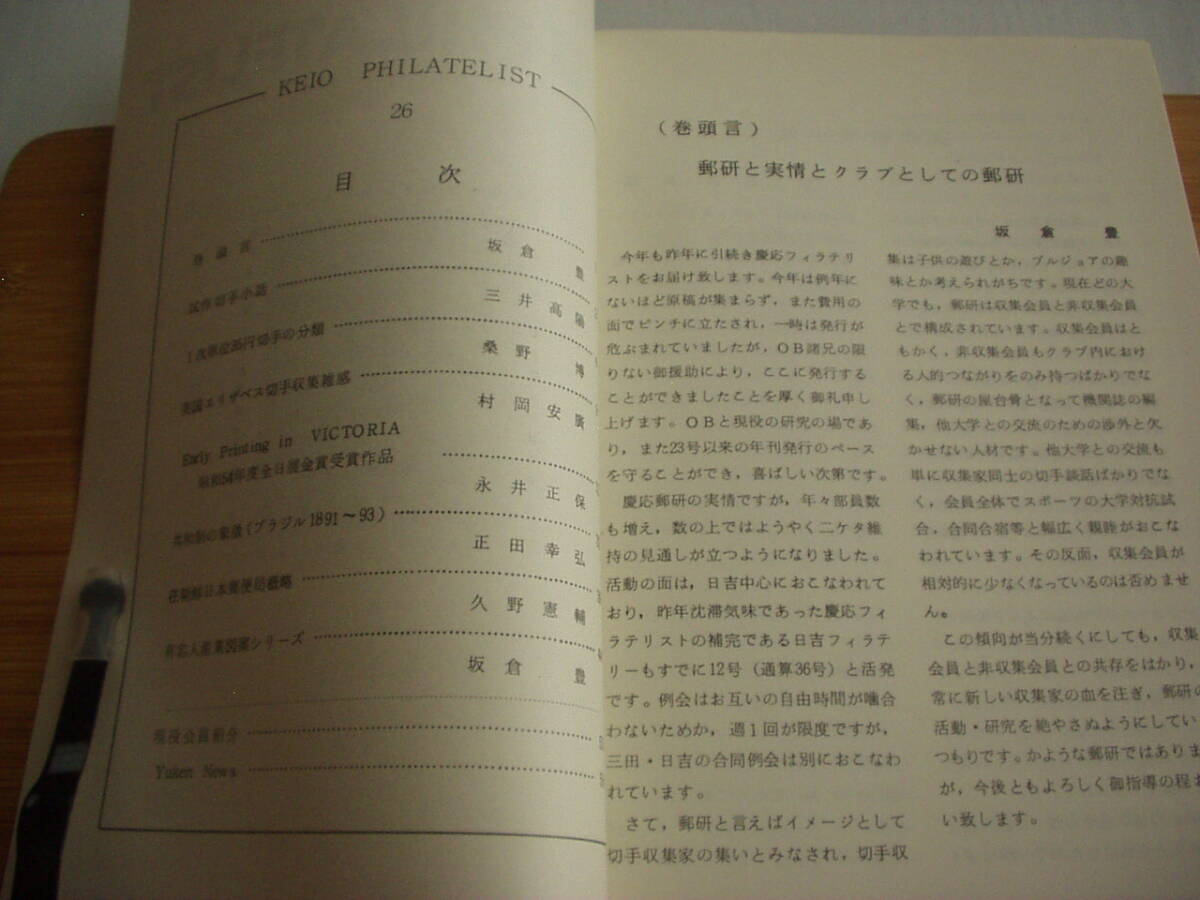 KEIO PHILATELIST
26
目 次
巻 頭 言
坂 倉 豊
試作切手小話
三 井 高 陽
1次単位35円切手の分類
桑 野 博
英国エリザベス切手収集雑感
村 岡 安 廣
Early Printing in VICTORIA
昭和54年度全日展金賞受賞作品
永 井 正 保
共和制の象徴(ブラジル1891〜93)
正 田 幸 弘
在朝鮮日本郵便局概略
久 野 憲 輔
有名人産業図案シリーズ
坂 倉 豊
現役会員紹介
Yuken News
(巻頭言)
郵研と実情とクラブとしての郵研
坂 倉 豊
今年も昨年に引続き慶応フィラテリ
ストをお届け致します。今年は例年に
ないほど原稿が集まらず,また費用の
面でピンチに立たされ,一時は発行が
危ぶまれていましたが,OB諸兄の限
りない御援助により,ここに発行する
ことができましたことを厚く御礼申し
上げます。OBと現役の研究の場であ
り,また23号以来の年刊発行のペース
を守ることができ,喜ばしい次第です。
慶応郵研の実情ですが,年々部員数
も増え,数の上ではようやく二ケタ維
持の見通しが立つようになりました。
活動の面は,日吉中心におこなわれて
おり,昨年沈滞気味であった慶応フィ
ラテリストの補完である日吉フィラテ
リーもすでに12号(通算36号)と活発
です。例会はお互いの自由時間が噛合
わないためか,週1回が限度ですが,
三田・日吉の合同例会は別におこなわ
れています。
さて,郵研と言えばイメージとして
切手収集家の集いとみなされ,切手収
集は子供の遊びとか,ブルジョアの趣
味とか考えられがちです。現在どの大
学でも,郵研は収集会員と非収集会員
とで構成されています。収集会員はと
もかく,非収集会員もクラブ内におけ
る人的つながりをのみ持つばかりでな
く,郵研の屋台骨となって機関誌の編
集,他大学との交流のための渉外と欠
かせない人材です。他大学との交流も
単に収集家同士の切手談話ばかりでな
く,会員全体でスポーツの大学対抗試
合,合同合宿等と幅広く親睦がおこな
われています。その反面,収集会員が
相対的に少なくなっているのは否めませ
ん。
この傾向が当分続くにしても,収集
会員と非収集会員との共存をはかり,
常に新しい収集家の血を注ぎ,郵研の
活動・研究を絶やさぬようにしてい
つもりです。かような郵研ではありま
が,今後ともよろしく御指導の程お
い致します。